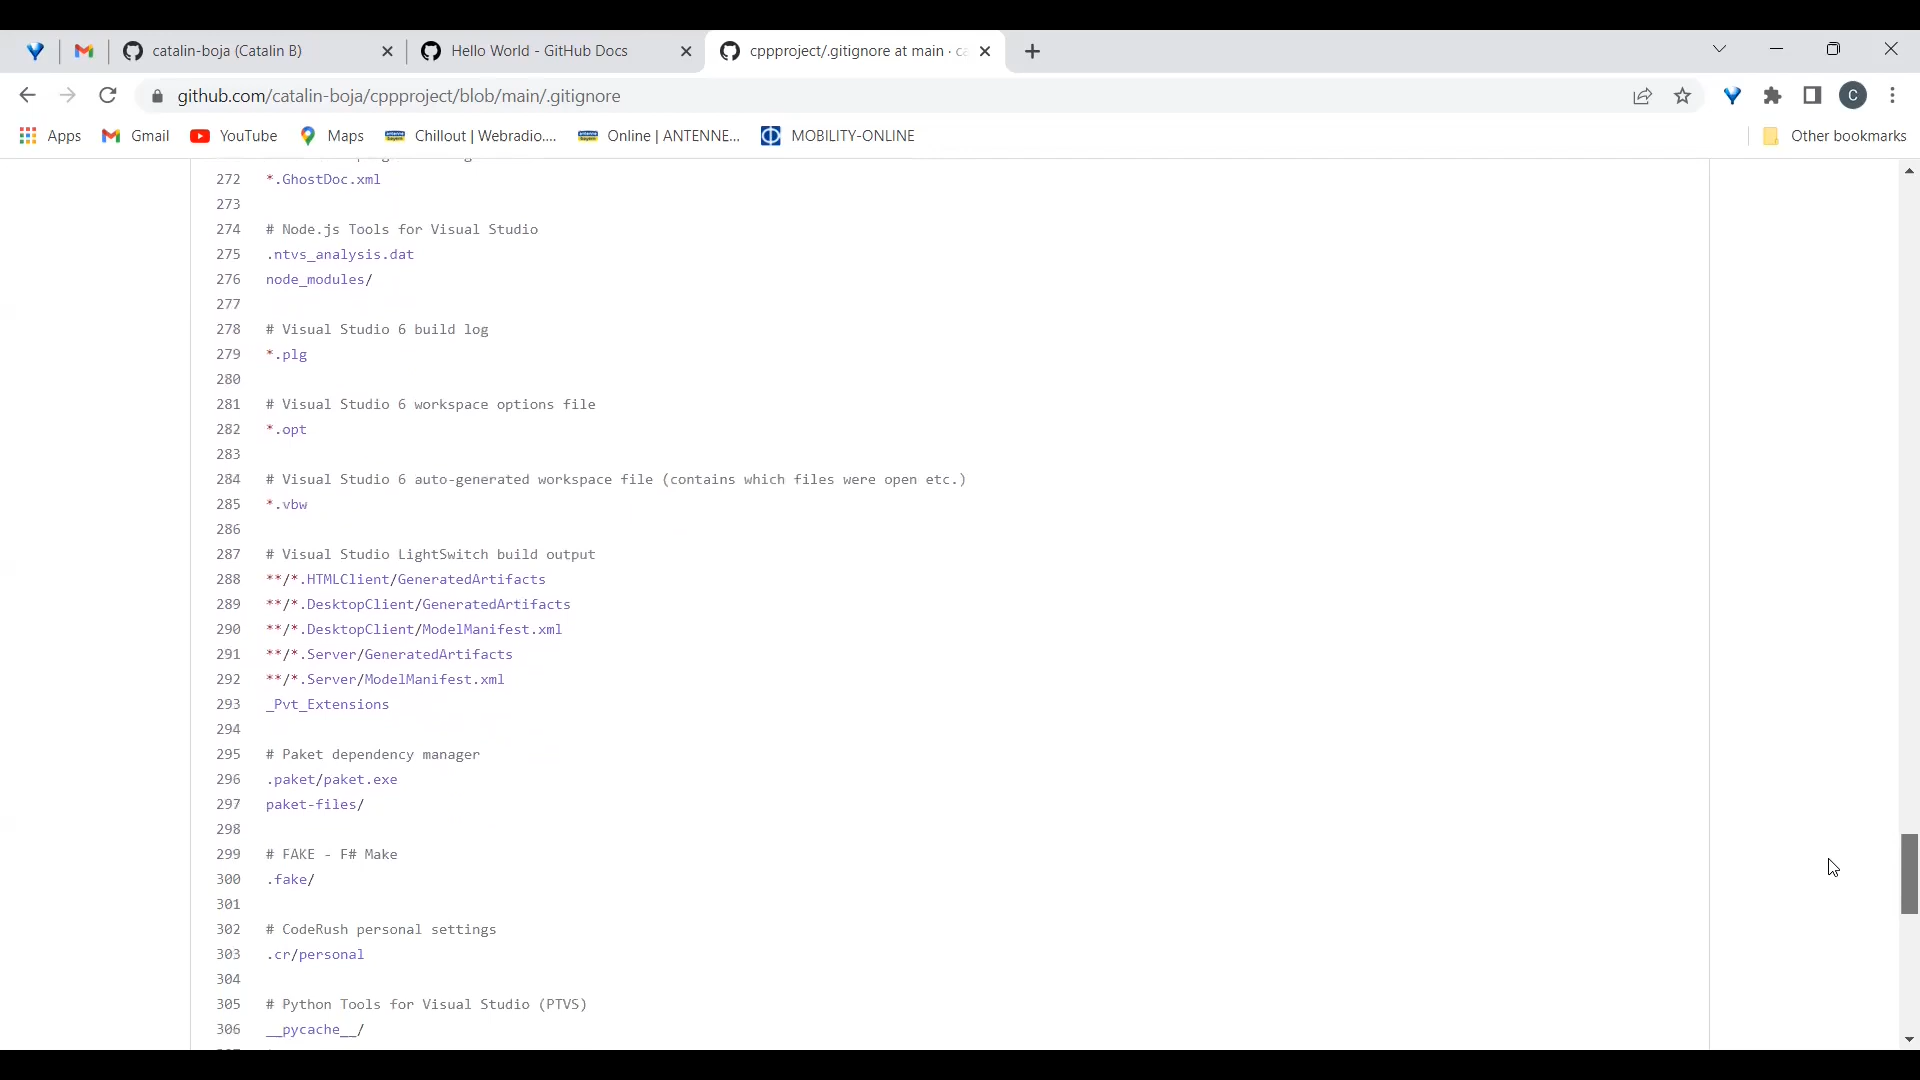 catalin-boja (Catalin B)
Hello World - GitHub Docs
cppproject/.gitignore at main · ca
github.com/catalin-boja/cppproject/blob/main/.gitignore
C
Apps
Gmail
YouTube
Maps
Chillout | Webradio....
Online | ANTENNE...
MOBILITY-ONLINE
Other bookmarks
272 *.GhostDoc.xml
273
274 # Node.js Tools for Visual Studio
275 .ntvs_analysis.dat
276 node_modules/
277
278 # Visual Studio 6 build log
279 *.plg
280
281 # Visual Studio 6 workspace options file
282 *.opt
283
284 # Visual Studio 6 auto-generated workspace file (contains which files were open etc.)
285 *.vbw
286
287 # Visual Studio LightSwitch build output
288 **/*.HTMLClient/GeneratedArtifacts
289 **/*.DesktopClient/GeneratedArtifacts
290 **/*.DesktopClient/ModelManifest.xml
291 **/*.Server/GeneratedArtifacts
292 **/*.Server/ModelManifest.xml
293 _Pvt_Extensions
294
295 # Paket dependency manager
296 .paket/paket.exe
297 paket-files/
298
299 # FAKE - F# Make
300 .fake/
301
302 # CodeRush personal settings
303 .cr/personal
304
305 # Python Tools for Visual Studio (PTVS)
306 __pycache__/